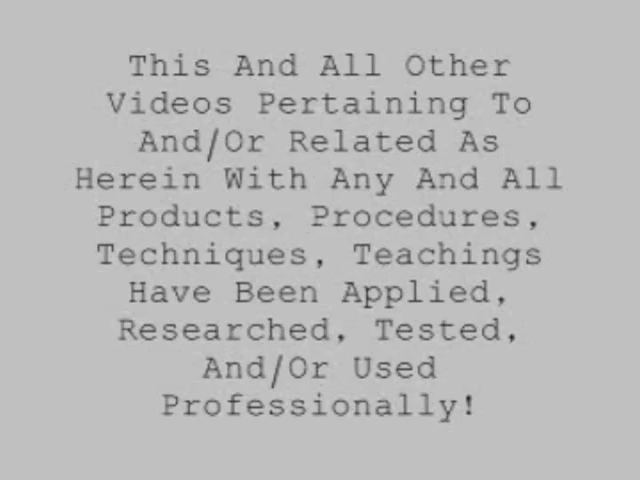 This And All Other
Videos Pertaining To
And/Or Related As
Herein With Any And All
Products, Procedures,
Techniques, Teachings
Have Been Applied,
Researched, Tested,
And/Or Used
Professionally!